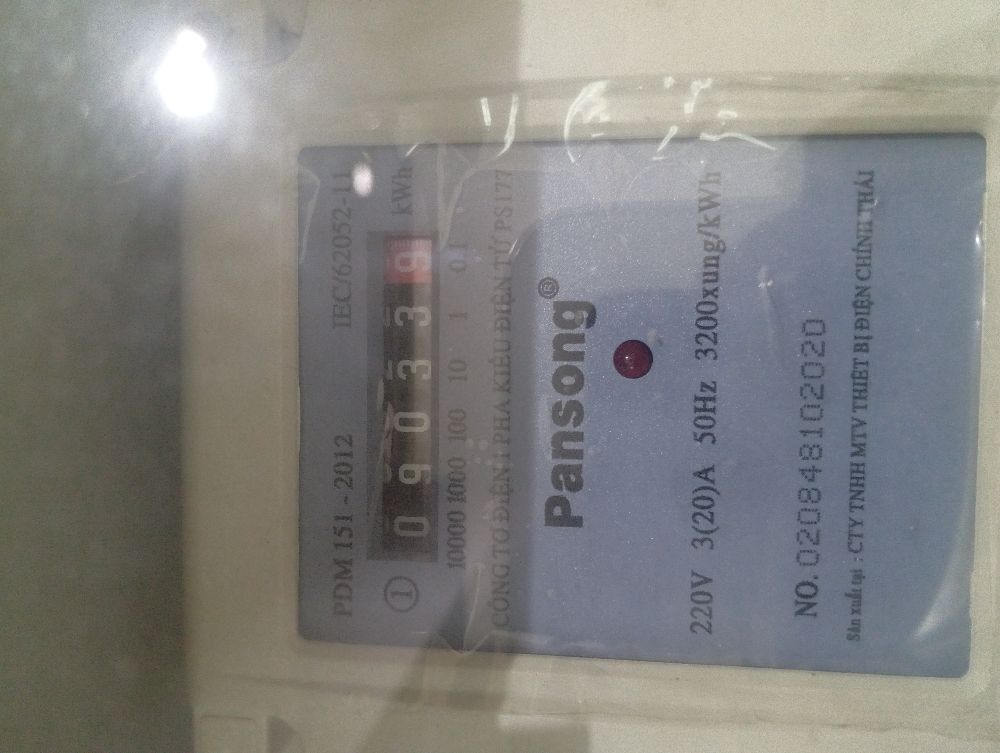 PDM 151 - 2012 IEC/62052-11
1 0 9 0 3 3 9 kWh
10000 1000 100 10 1 0.1
CÔNG TƠ ĐIỆN 1 PHA KIỂU ĐIỆN TỬ PS177
Pansong®
220V 3(20)A 50Hz 3200xung/kWh
NO. 020848102020
Sản xuất tại : CTY TNHH MTV THIẾT BỊ ĐIỆN CHÍNH THÁI